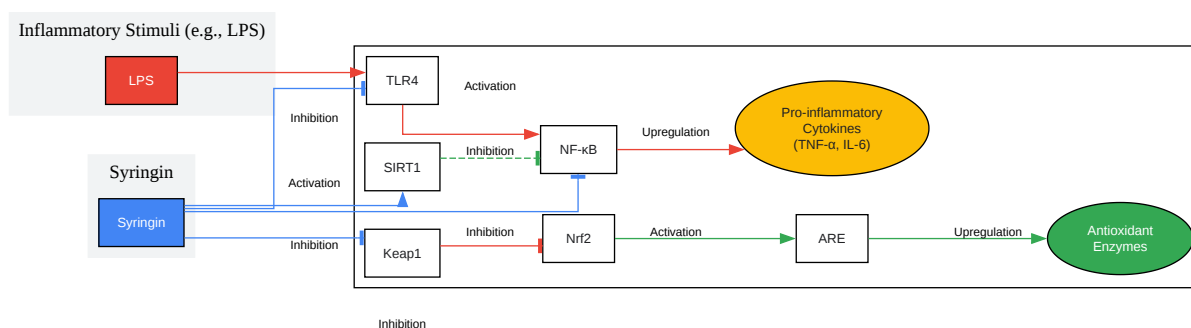 Inflammatory Stimuli (e.g., LPS)
LPS
TLR4
Activation
Inhibition
Pro-inflammatory
Cytokines
(TNF-α, IL-6)
Upregulation
NF-κB
Inhibition
SIRT1
Syringin
Activation
Syringin
Inhibition
Keap1
Inhibition
Nrf2
Activation
ARE
Upregulation
Antioxidant
Enzymes
Inhibition